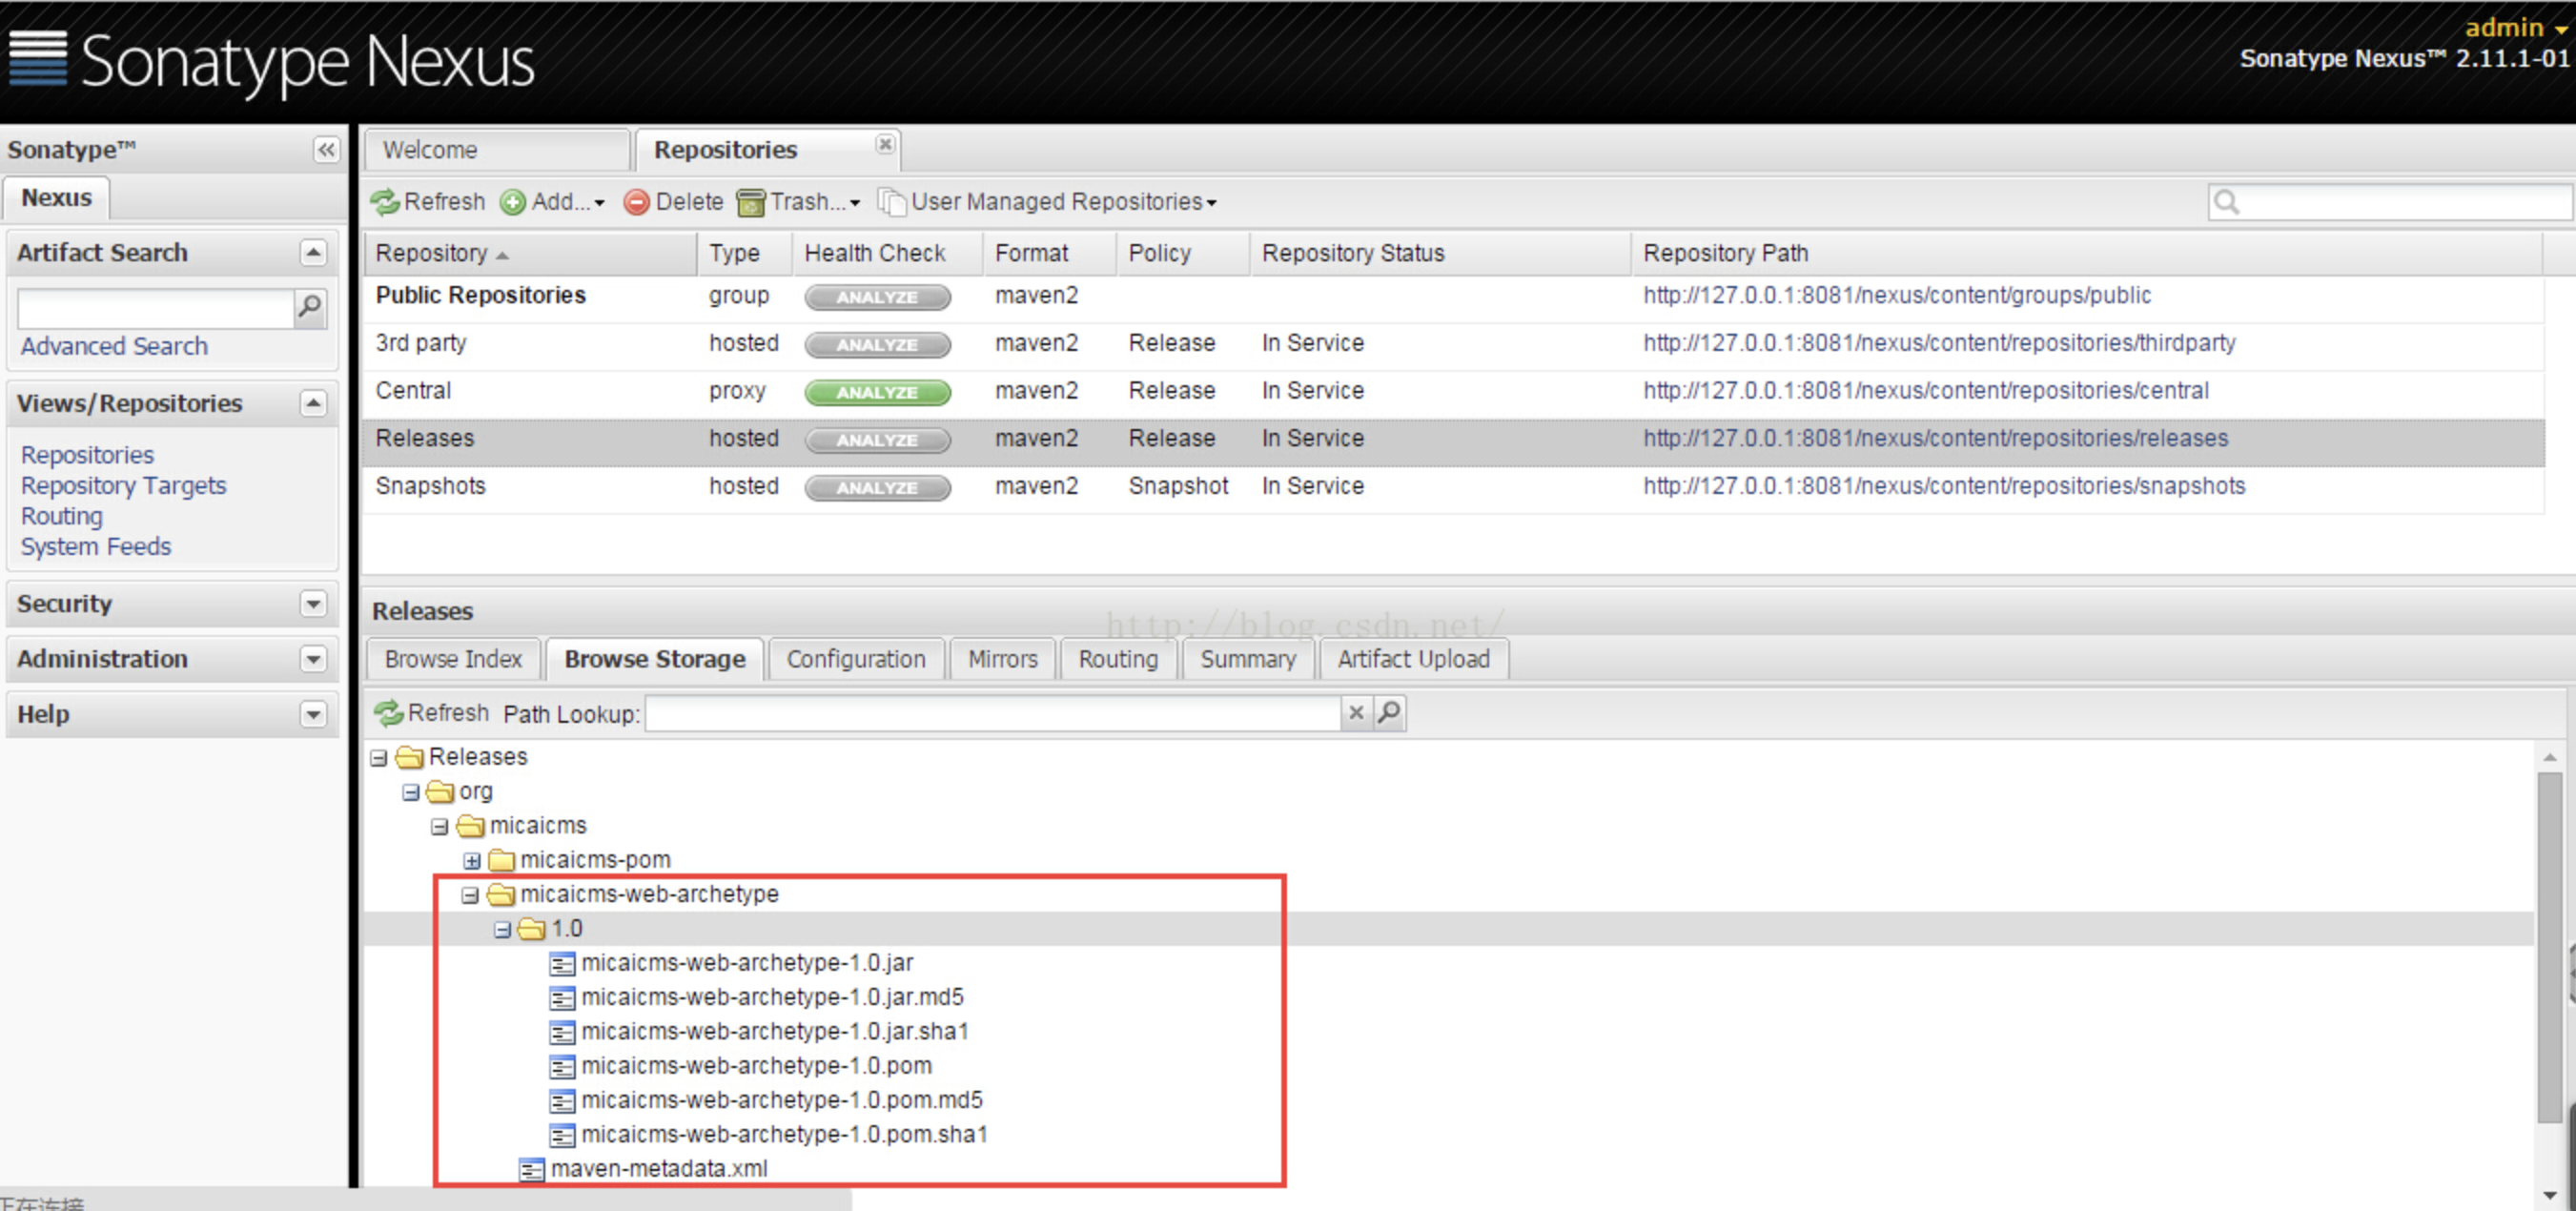 admin
Sonatype Nexus
Sonatype Nexus™ 2.11.1-01
Sonatype™
Nexus
Artifact Search
Advanced Search
Views/Repositories
Repositories
Repository Targets
Routing
System Feeds
Security
Administration
Help
Welcome Repositories
Refresh Add... Delete Trash... User Managed Repositories
Repository Type Health Check Format Policy Repository Status Repository Path
Public Repositories group ANALYZE maven2 http://127.0.0.1:8081/nexus/content/groups/public
3rd party hosted ANALYZE maven2 Release In Service http://127.0.0.1:8081/nexus/content/repositories/thirdparty
Central proxy ANALYZE maven2 Release In Service http://127.0.0.1:8081/nexus/content/repositories/central
Releases hosted ANALYZE maven2 Release In Service http://127.0.0.1:8081/nexus/content/repositories/releases
Snapshots hosted ANALYZE maven2 Snapshot In Service http://127.0.0.1:8081/nexus/content/repositories/snapshots
Releases
http://blog.csdn.net/
Browse Index Browse Storage Configuration Mirrors Routing Summary Artifact Upload
Refresh Path Lookup:
Releases
org
micaicms
micaicms-pom
micaicms-web-archetype
1.0
micaicms-web-archetype-1.0.jar
micaicms-web-archetype-1.0.jar.md5
micaicms-web-archetype-1.0.jar.sha1
micaicms-web-archetype-1.0.pom
micaicms-web-archetype-1.0.pom.md5
micaicms-web-archetype-1.0.pom.sha1
maven-metadata.xml
正在连接